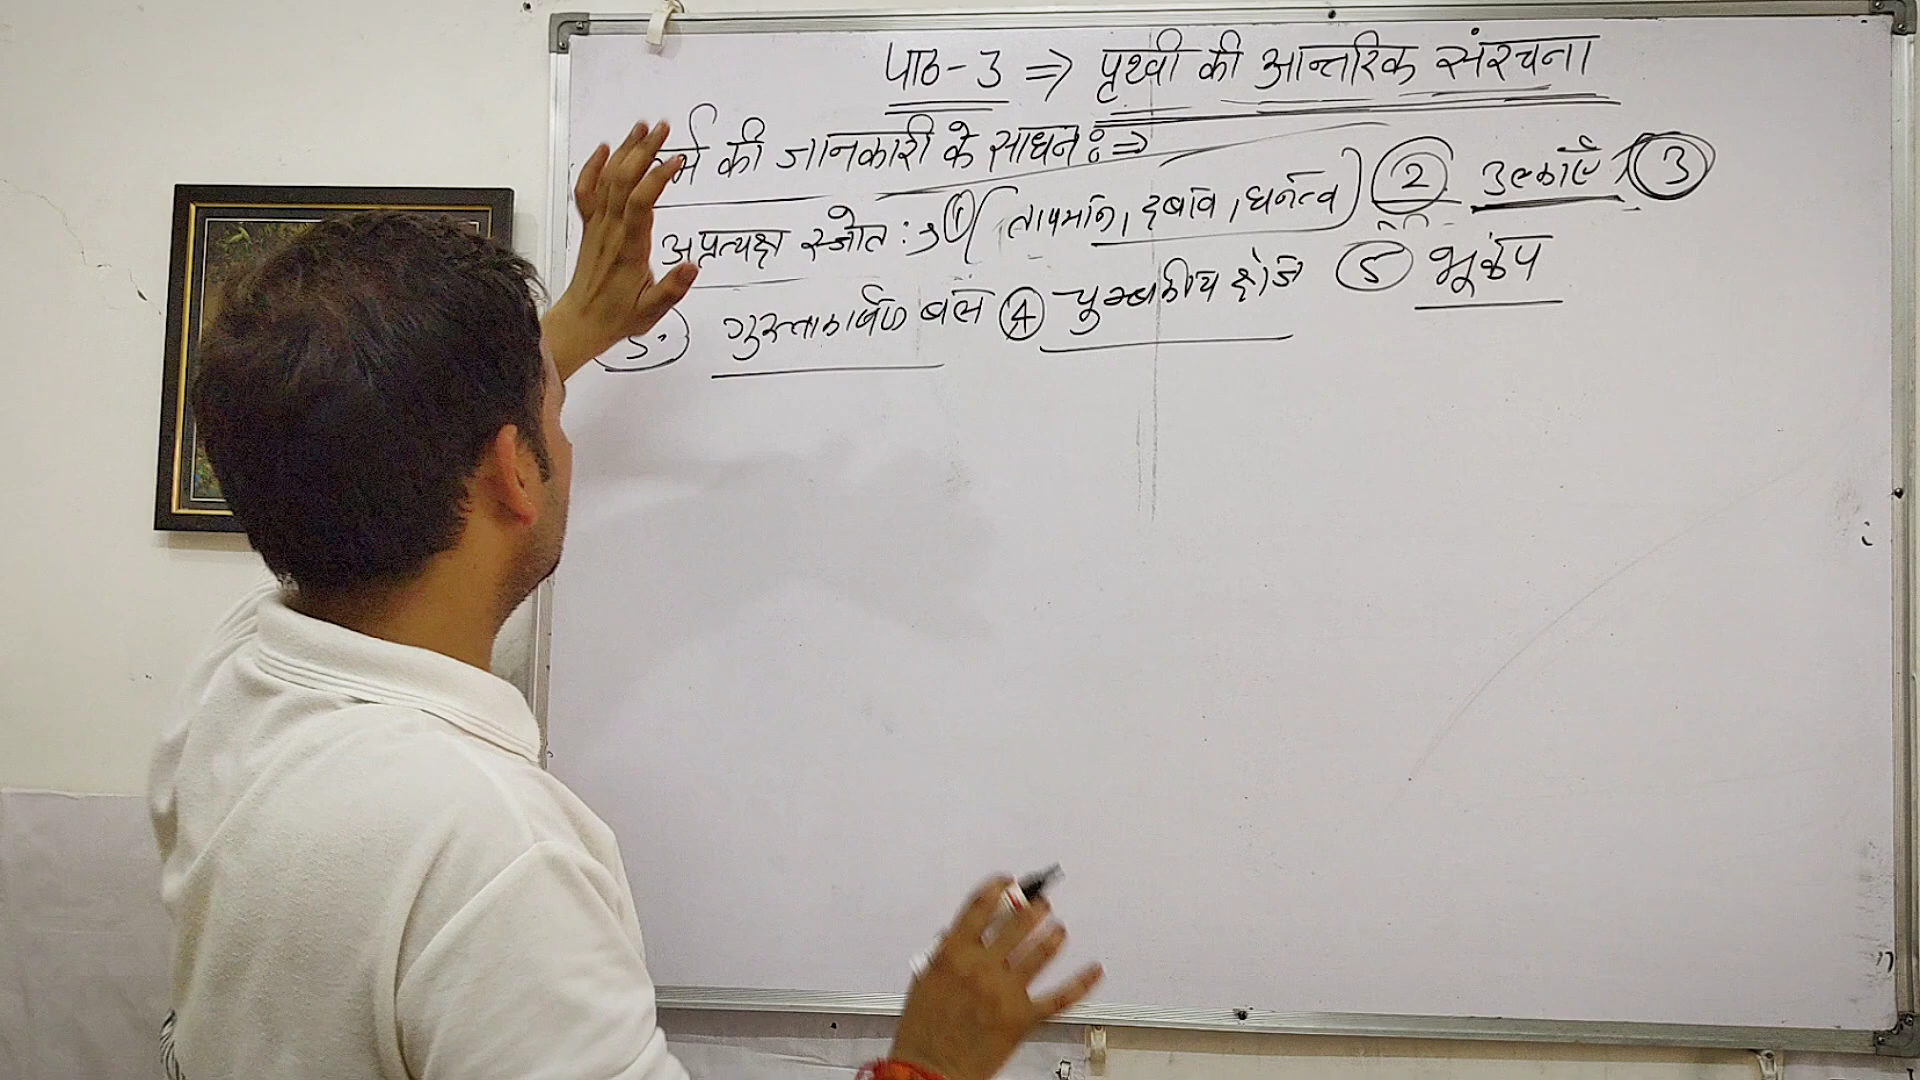 पाठ-3 ⇒ पृथ्वी की आन्तरिक संरचना
की जानकारी के साधन :⇒
अप्रत्यक्ष स्त्रोत :→ ① (तापमान, दबाव, घनत्व) ② उल्काएँ, ③
3. गुरुत्वाकर्षण बल ④ चुम्बकीय क्षेत्र ⑤ भूकंप